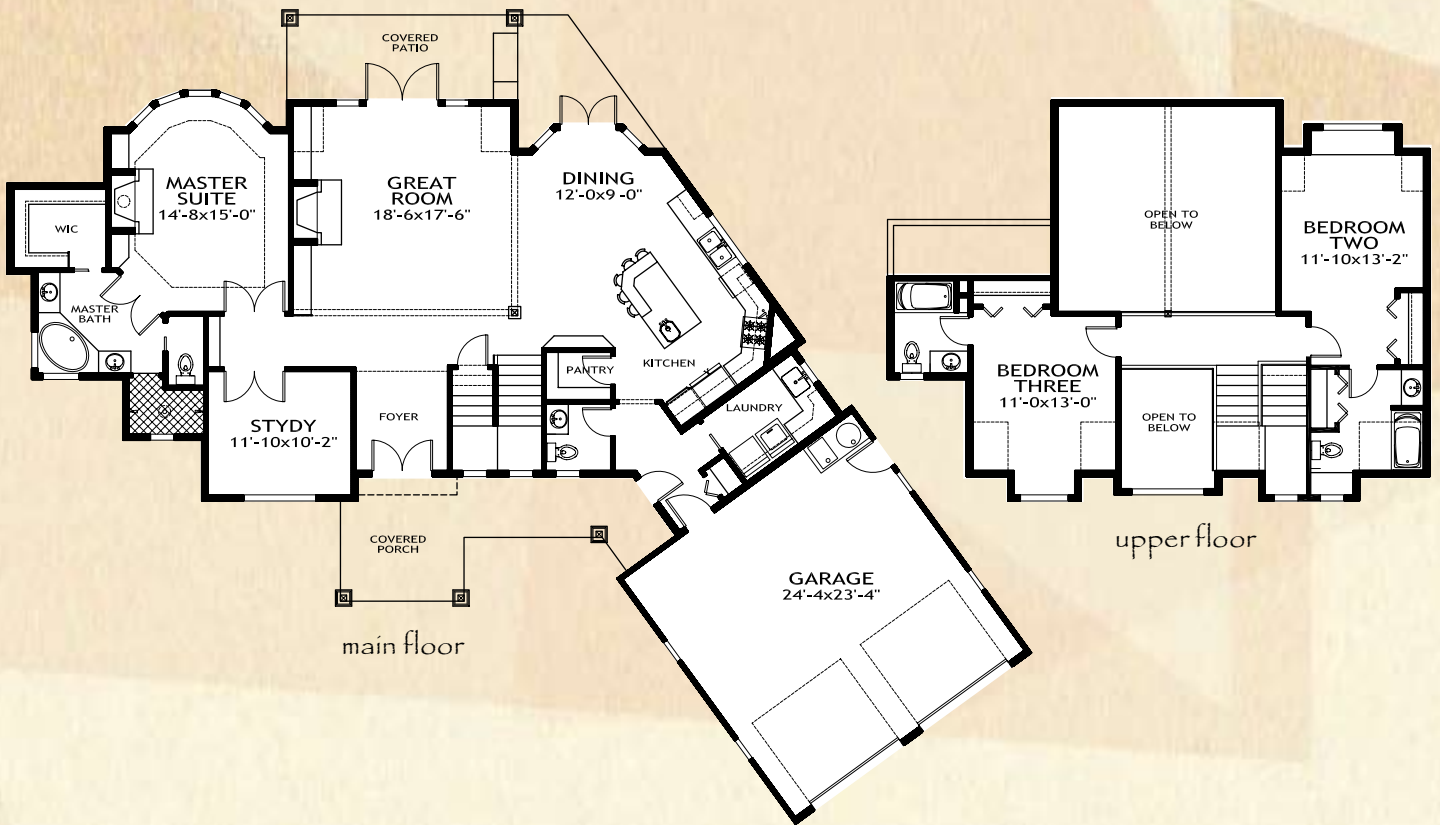 COVERED
PATIO
MASTER
SUITE
14'-8x15'-0"
GREAT
ROOM
18'-6x17'-6"
DINING
12'-0x9 -0"
WIC
MASTER
BATH
KITCHEN
PANTRY
LAUNDRY
STYDY
11'-10x10'-2"
FOYER
COVERED
PORCH
GARAGE
24'-4x23'-4"
main floor
OPEN TO
BELOW
BEDROOM
TWO
11'-10x13'-2"
BEDROOM
THREE
11'-0x13'-0"
OPEN TO
BELOW
upper floor